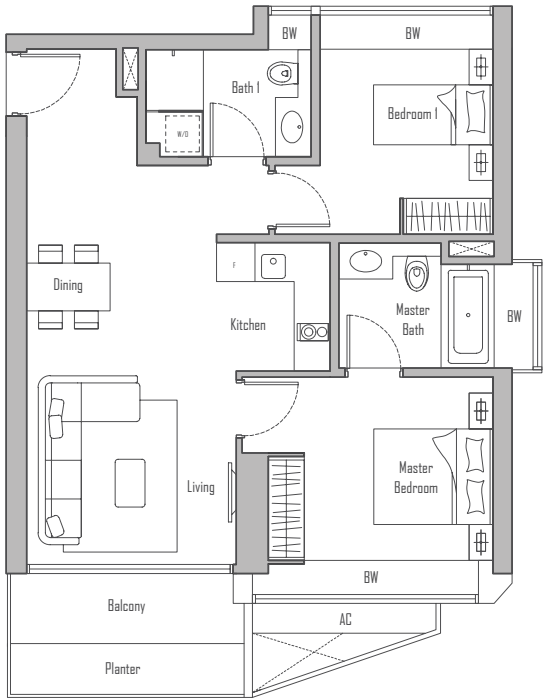 BW
BW
Bath 1
Bedroom 1
W/D
Dining
F
Kitchen
Master
Bath
BW
Living
Master
Bedroom
BW
Balcony
AC
Planter